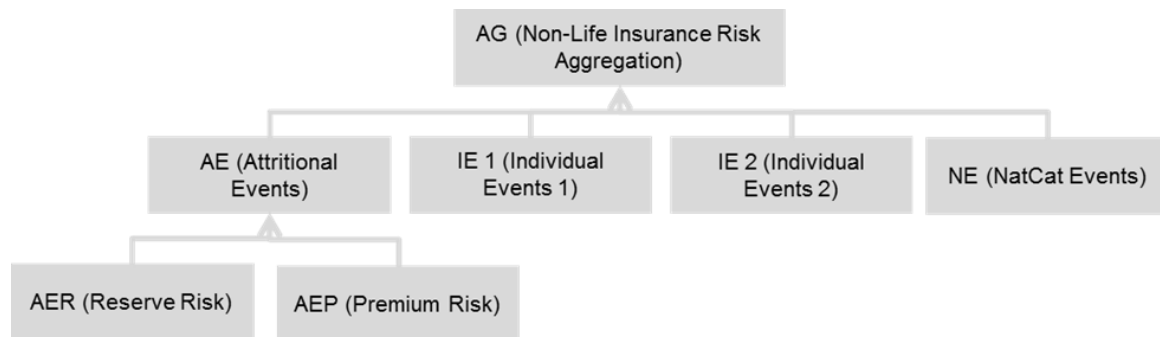 AG (Non-Life Insurance Risk
Aggregation)
AE (Attritional
Events)
IE 1 (Individual
Events 1)
IE 2 (Individual
Events 2)
NE (NatCat Events)
AER (Reserve Risk)
AEP (Premium Risk)